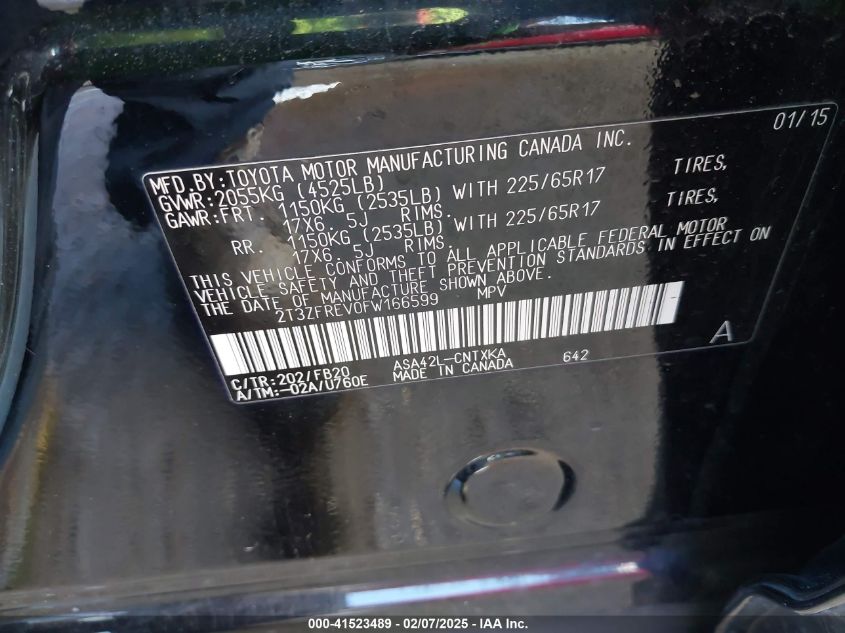 01/15
MFD.BY:TOYOTA MOTOR MANUFACTURING CANADA INC.
GVWR:2055KG (4525LB)
GAWR:FRT. 1150KG (2535LB) WITH 225/65R17 TIRES,
17X6.5J RIMS.
RR. 1150KG (2535LB) WITH 225/65R17 TIRES,
17X6.5J RIMS.
THIS VEHICLE CONFORMS TO ALL APPLICABLE FEDERAL MOTOR
VEHICLE SAFETY AND THEFT PREVENTION STANDARDS IN EFFECT ON
THE DATE OF MANUFACTURE SHOWN ABOVE.
2T3ZFREV0FW166599 MPV
A
C/TR:202/FB20 ASA42L-CNTXKA 642
A/TM:-02A/U760E MADE IN CANADA
000-41523489 - 02/07/2025 - IAA Inc.